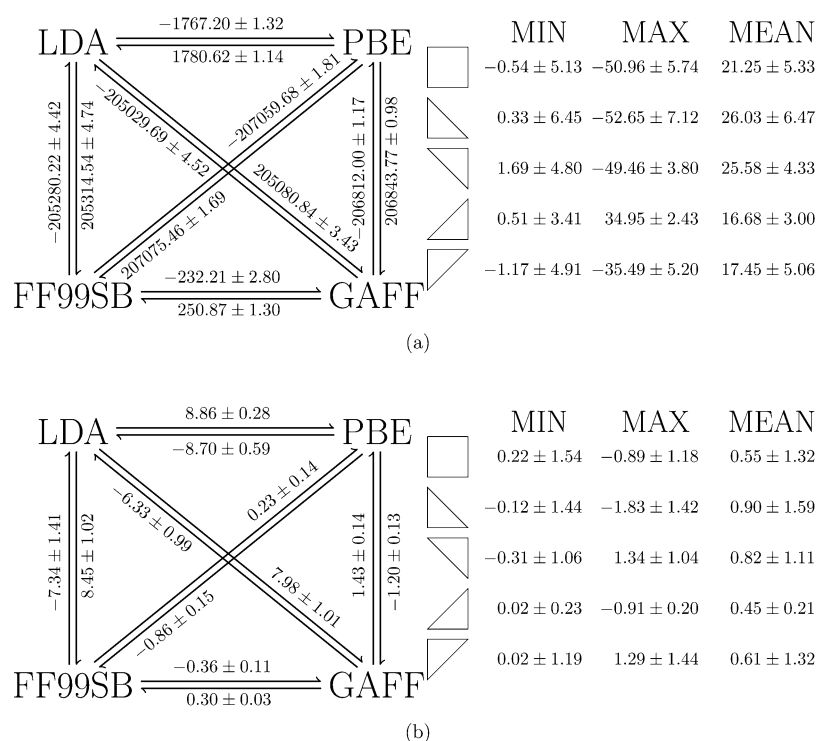 −1767.20 ± 1.32
LDA
PBE
1780.62 ± 1.14
−205280.22 ± 4.42
205314.54 ± 4.74
−205029.69 ± 4.52
205080.84 ± 3.43
−207059.68 ± 1.81
207075.46 ± 1.69
−206812.00 ± 1.17
206843.77 ± 0.98
−232.21 ± 2.80
FF99SB
GAFF
250.87 ± 1.30
MIN MAX MEAN
−0.54 ± 5.13 −50.96 ± 5.74 21.25 ± 5.33
0.33 ± 6.45 −52.65 ± 7.12 26.03 ± 6.47
1.69 ± 4.80 −49.46 ± 3.80 25.58 ± 4.33
0.51 ± 3.41 34.95 ± 2.43 16.68 ± 3.00
−1.17 ± 4.91 −35.49 ± 5.20 17.45 ± 5.06
(a)
8.86 ± 0.28
LDA
PBE
−8.70 ± 0.59
−7.34 ± 1.41
8.45 ± 1.02
−6.33 ± 0.99
7.98 ± 1.01
0.23 ± 0.14
−0.86 ± 0.15
1.43 ± 0.14
−1.20 ± 0.13
−0.36 ± 0.11
FF99SB
GAFF
0.30 ± 0.03
MIN MAX MEAN
0.22 ± 1.54 −0.89 ± 1.18 0.55 ± 1.32
−0.12 ± 1.44 −1.83 ± 1.42 0.90 ± 1.59
−0.31 ± 1.06 1.34 ± 1.04 0.82 ± 1.11
0.02 ± 0.23 −0.91 ± 0.20 0.45 ± 0.21
0.02 ± 1.19 1.29 ± 1.44 0.61 ± 1.32
(b)